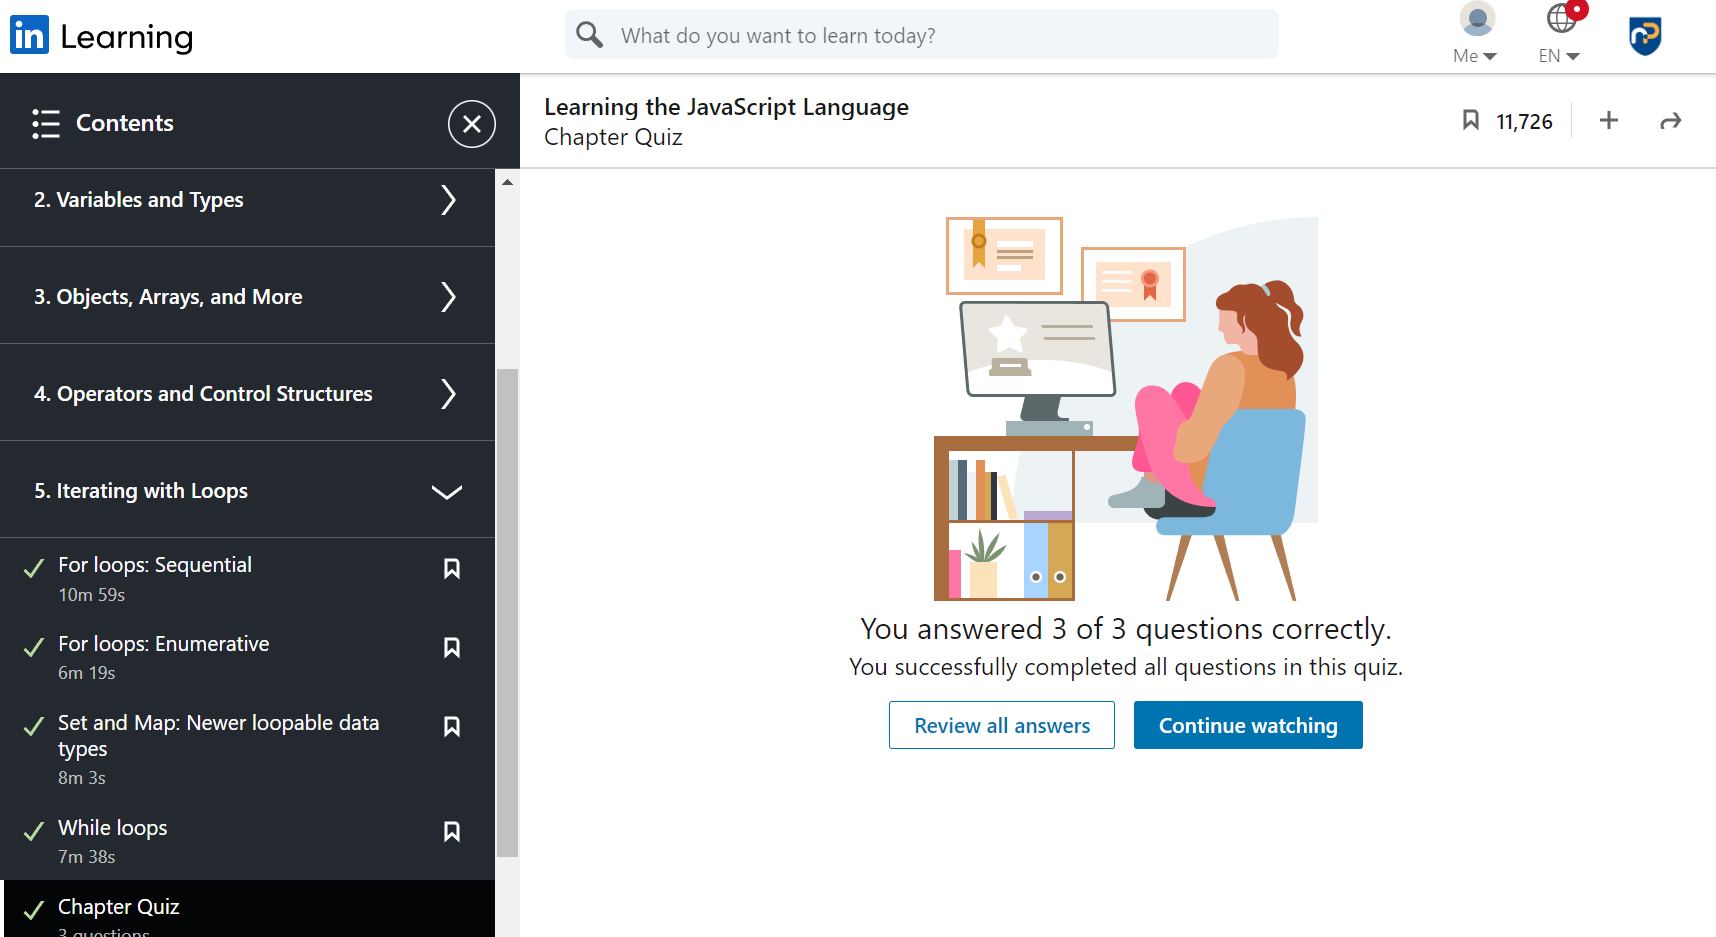 in Learning
What do you want to learn today?
Me
EN
Contents
Learning the JavaScript Language
Chapter Quiz
11,726
2. Variables and Types
3. Objects, Arrays, and More
4. Operators and Control Structures
5. Iterating with Loops
For loops: Sequential
10m 59s
For loops: Enumerative
6m 19s
Set and Map: Newer loopable data
types
8m 3s
While loops
7m 38s
Chapter Quiz
3 questions
You answered 3 of 3 questions correctly.
You successfully completed all questions in this quiz.
Review all answers
Continue watching